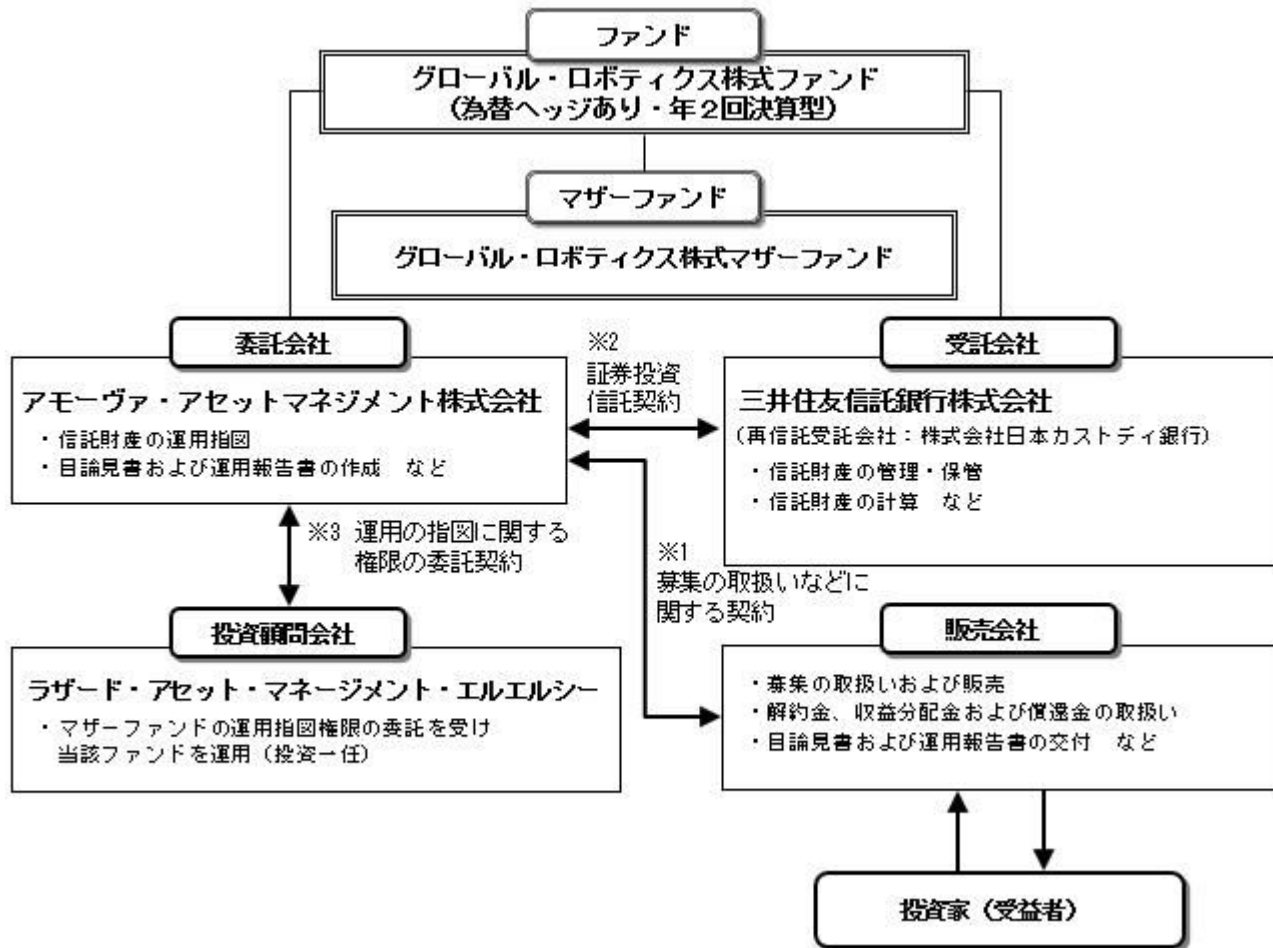 ファンド
グローバル・ロボティクス株式ファンド
（為替ヘッジあり・年２回決算型）
マザーファンド
グローバル・ロボティクス株式マザーファンド
委託会社
アモーヴァ・アセットマネジメント株式会社
・信託財産の運用指図
・目論見書および運用報告書の作成　など
※2
証券投資
信託契約
受託会社
三井住友信託銀行株式会社
（再信託受託会社：株式会社日本カストディ銀行）
・信託財産の管理・保管
・信託財産の計算　など
※3 運用の指図に関する
権限の委託契約
※1
募集の取扱いなどに
関する契約
投資顧問会社
ラザード・アセット・マネージメント・エルエルシー
・マザーファンドの運用指図権限の委託を受け
当該ファンドを運用（投資一任）
販売会社
・募集の取扱いおよび販売
・解約金、収益分配金および償還金の取扱い
・目論見書および運用報告書の交付　など
投資家（受益者）